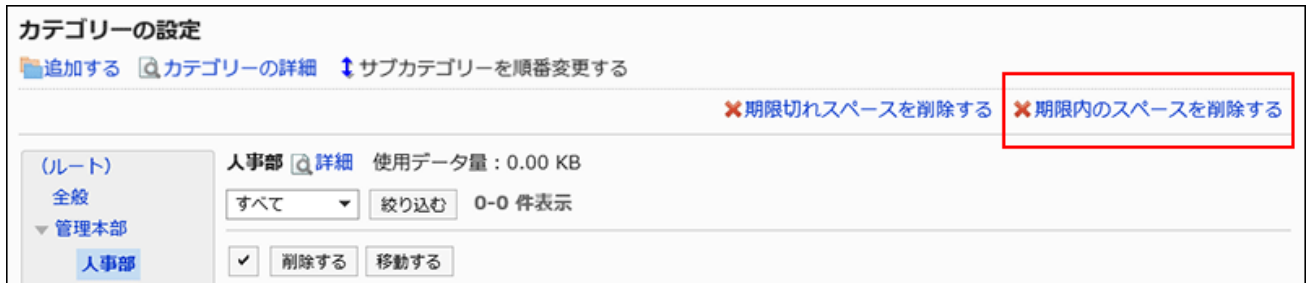 カテゴリーの設定
追加する カテゴリーの詳細 サブカテゴリーを順番変更する
期限切れスペースを削除する 期限内のスペースを削除する
(ルート)
全般
管理本部
人事部
人事部 詳細 使用データ量 : 0.00 KB
すべて 絞り込む 0-0 件表示
削除する 移動する